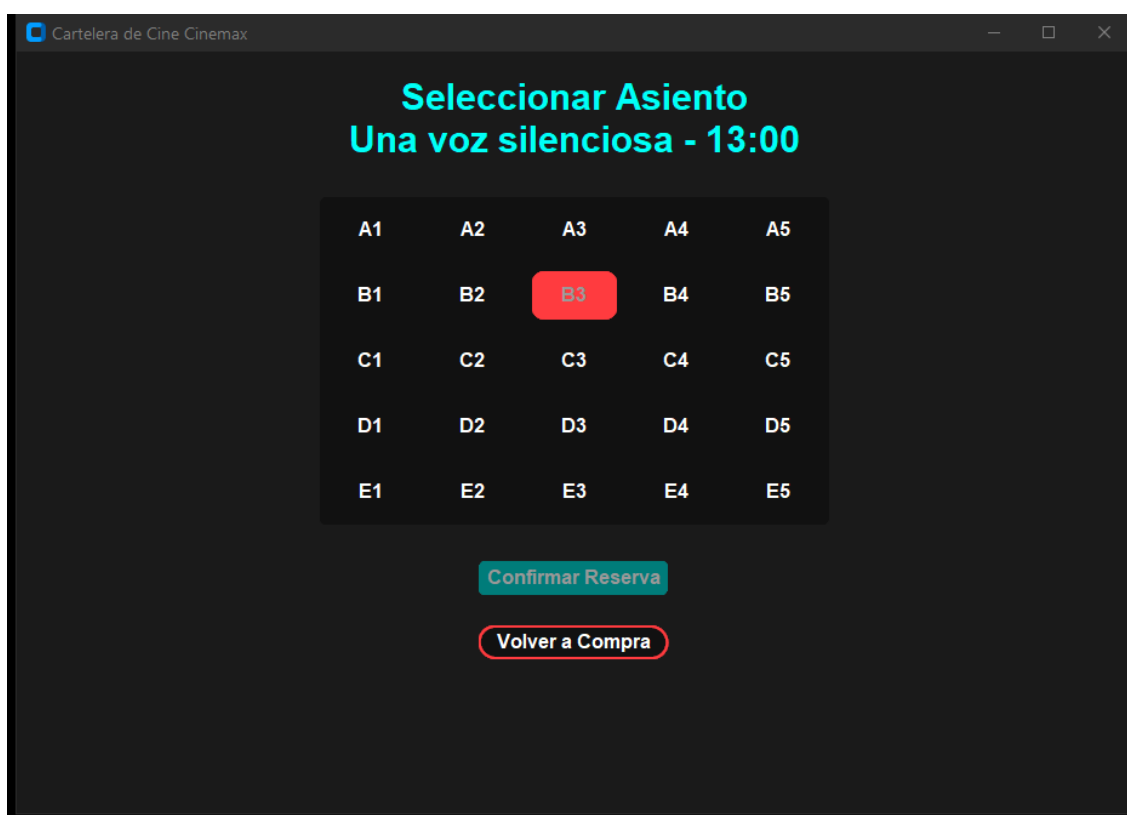 Cartelera de Cine Cinemax
Seleccionar Asiento
Una voz silenciosa - 13:00
A1 A2 A3 A4 A5
B1 B2 B3 B4 B5
C1 C2 C3 C4 C5
D1 D2 D3 D4 D5
E1 E2 E3 E4 E5
Confirmar Reserva
Volver a Compra